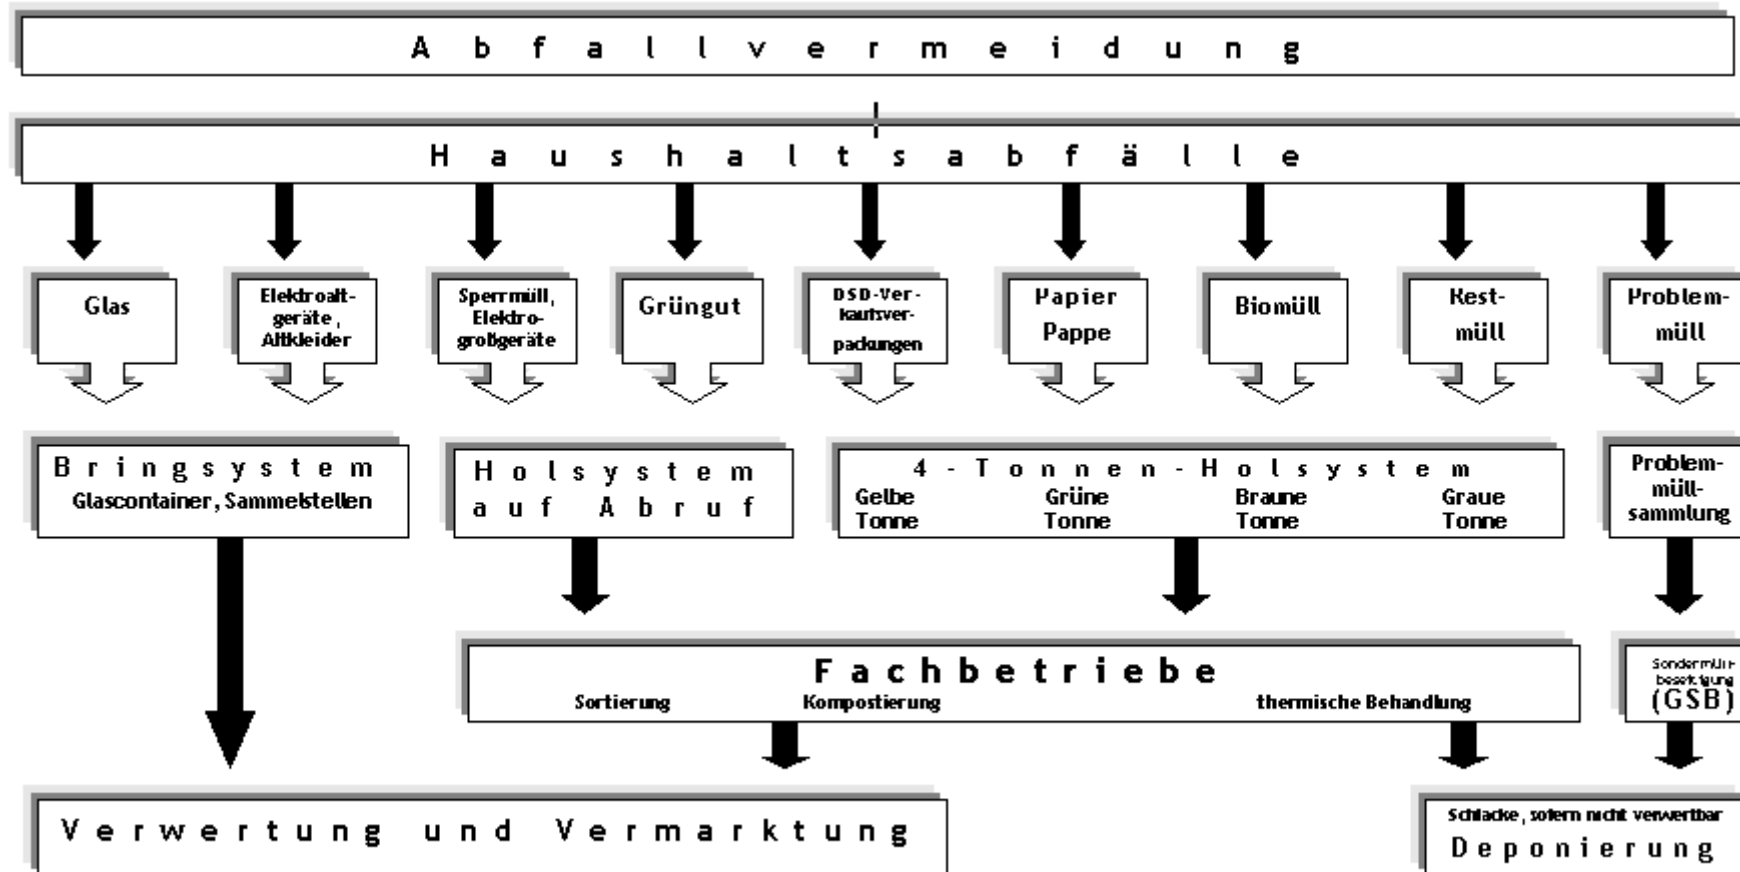 Abfallvermeidung
Haushaltsabfälle
Glas
Elektroalt-
geräte,
Altkleider
Sperrmüll,
Elektro-
großgeräte
Grüngut
DSD-Ver-
kaufsver-
packungen
Papier
Pappe
Biomüll
Rest-
müll
Problem-
müll
Bringsystem
Glascontainer, Sammelstellen
Holsystem
auf Abruf
4-Tonnen-Holsystem
Gelbe Grüne Braune Graue
Tonne Tonne Tonne Tonne
Problem-
müll-
sammlung
Fachbetriebe
Sortierung Kompostierung thermische Behandlung
Sondermüll-
beseitigung
(GSB)
Verwertung und Vermarktung
Schlacke, sofern nicht verwertbar
Deponierung